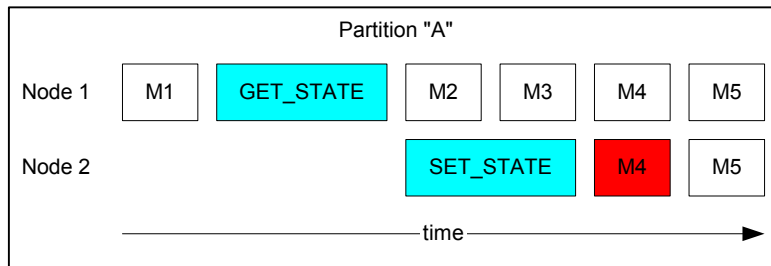 Partition "A"
Node 1 M1 GET_STATE M2 M3 M4 M5
Node 2 SET_STATE M4 M5
time